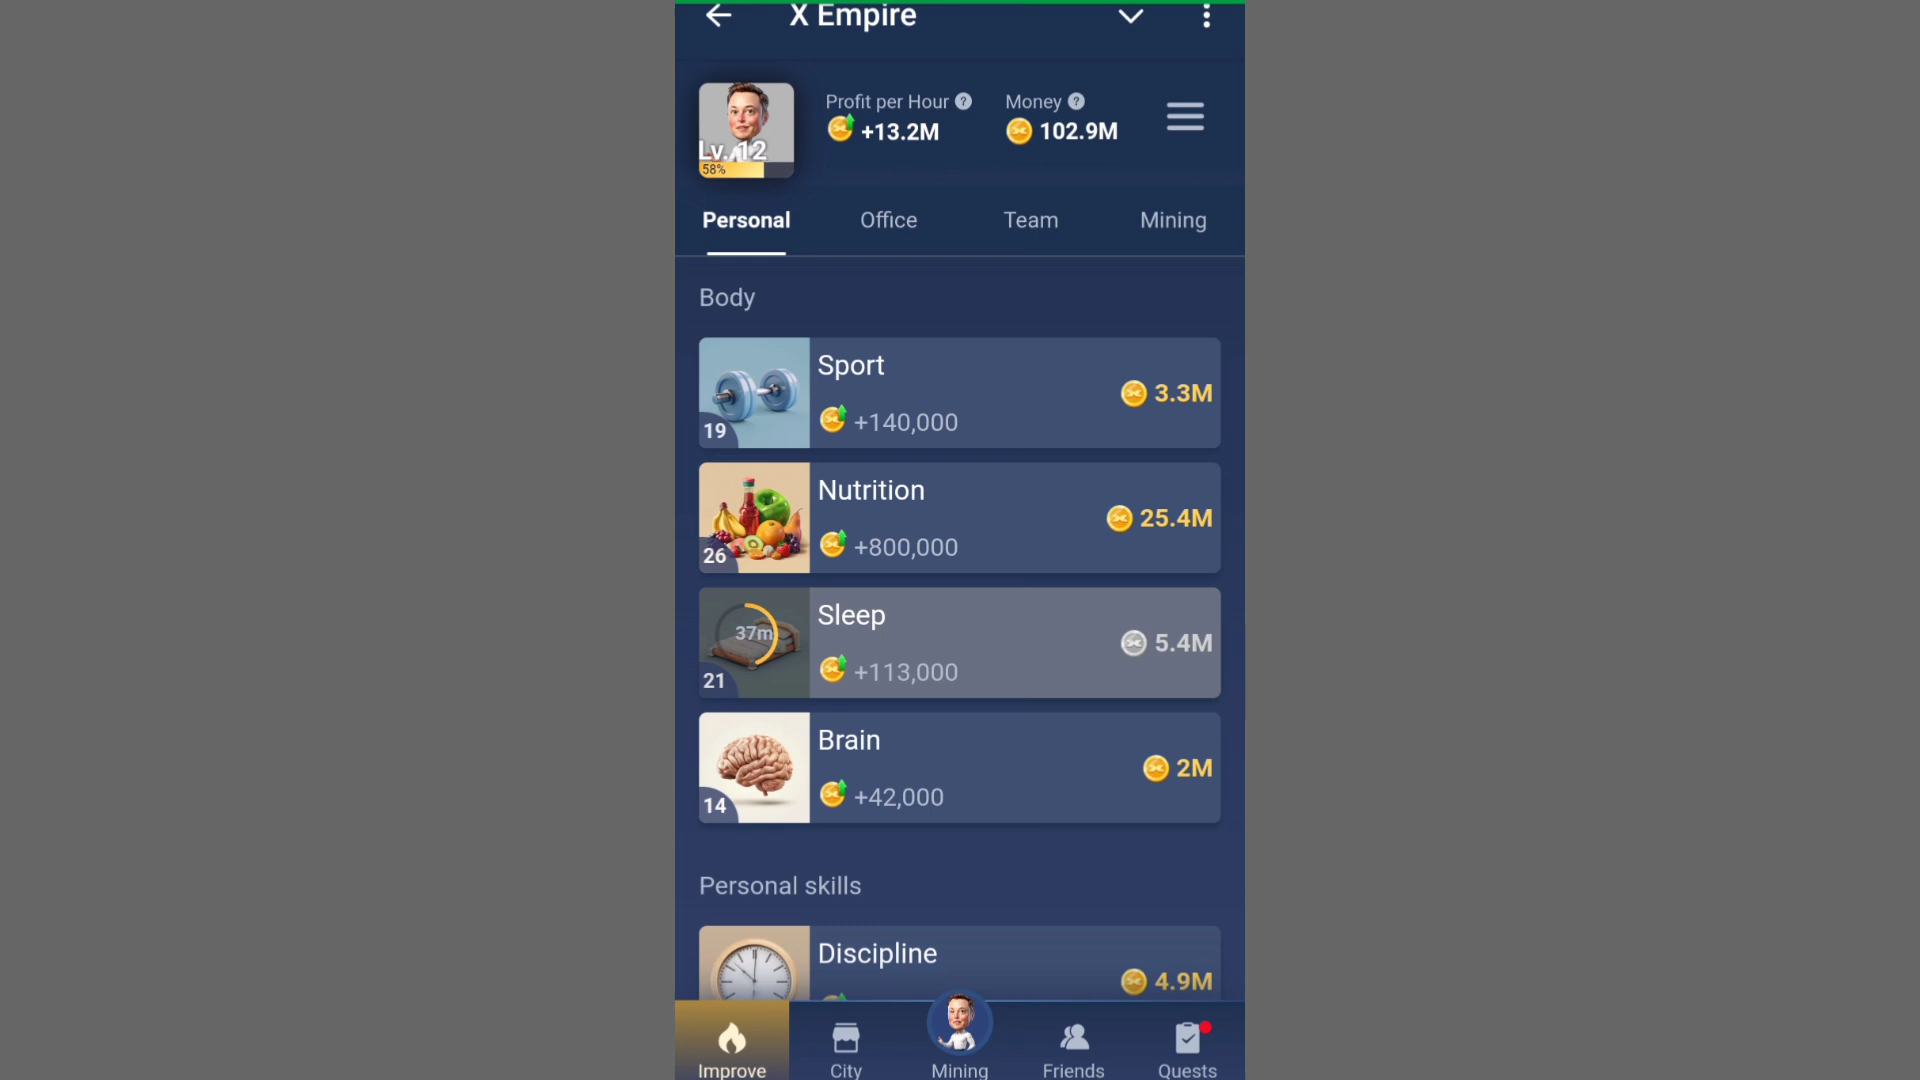 X Empire
Profit per Hour ?
Money ?
+13.2M
102.9M
Lv. 12
58%
Personal
Office
Team
Mining
Body
Sport
+140,000
3.3M
19
Nutrition
+800,000
25.4M
26
Sleep
37m
+113,000
5.4M
21
Brain
+42,000
2M
14
Personal skills
Discipline
4.9M
Improve
City
Mining
Friends
Quests